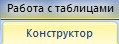 Работа с таблицами
Конструктор